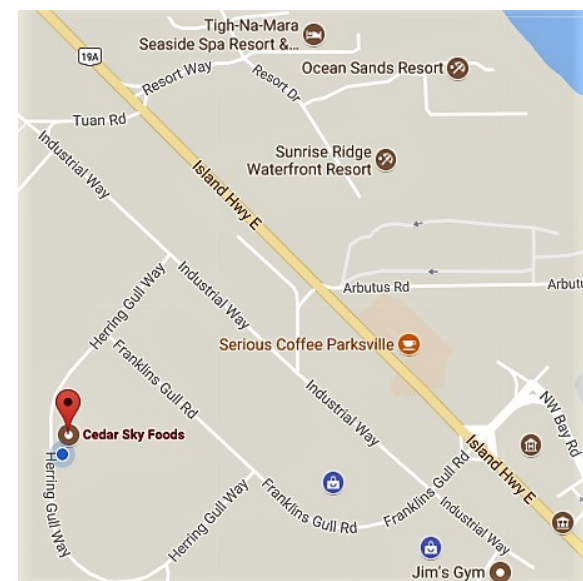 Tigh-Na-Mara
Seaside Spa Resort &...
19A
Resort Way
Resort Dr
Ocean Sands Resort
Tuan Rd
Industrial Way
Sunrise Ridge
Waterfront Resort
Island Hwy E
Herring Gull Way
Industrial Way
Arbutus Rd
Arbutu
Serious Coffee Parksville
Franklins Gull Rd
Industrial Way
NW Bay Rd
Cedar Sky Foods
Island Hwy E
Herring Gull Way
Herring Gull Way
Franklins Gull Rd
Franklins Gull Rd
Industrial Way
Jim's Gym